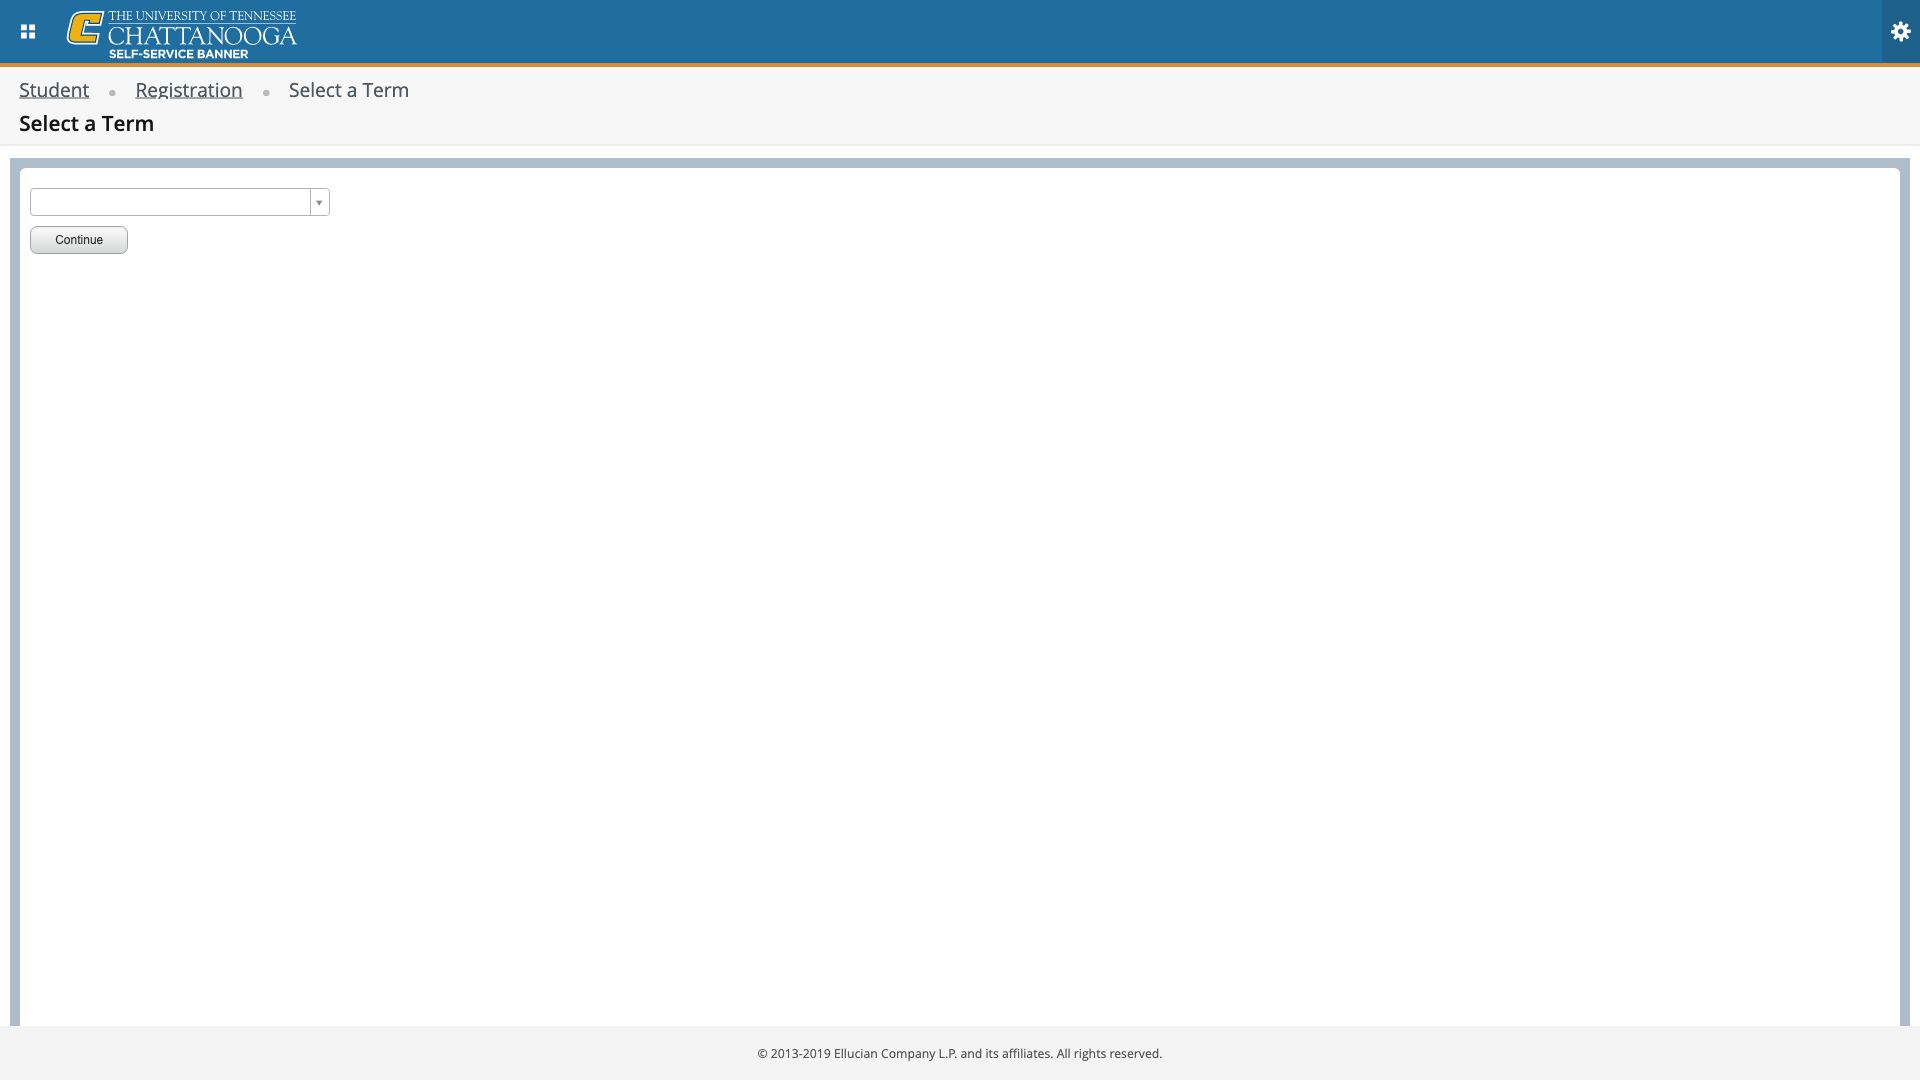 THE UNIVERSITY OF TENNESSEE
CHATTANOOGA
SELF-SERVICE BANNER
Student • Registration • Select a Term
Select a Term
Continue
© 2013-2019 Ellucian Company L.P. and its affiliates. All rights reserved.